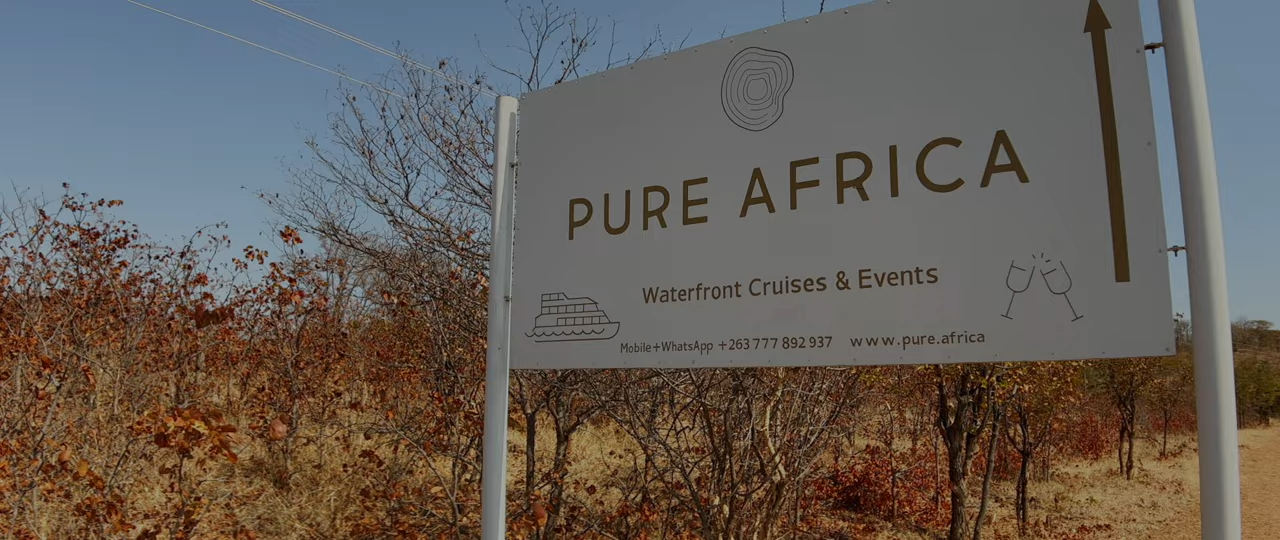 PURE AFRICA
Waterfront Cruises & Events
Mobile+WhatsApp +263 777 892 937 www.pure.africa